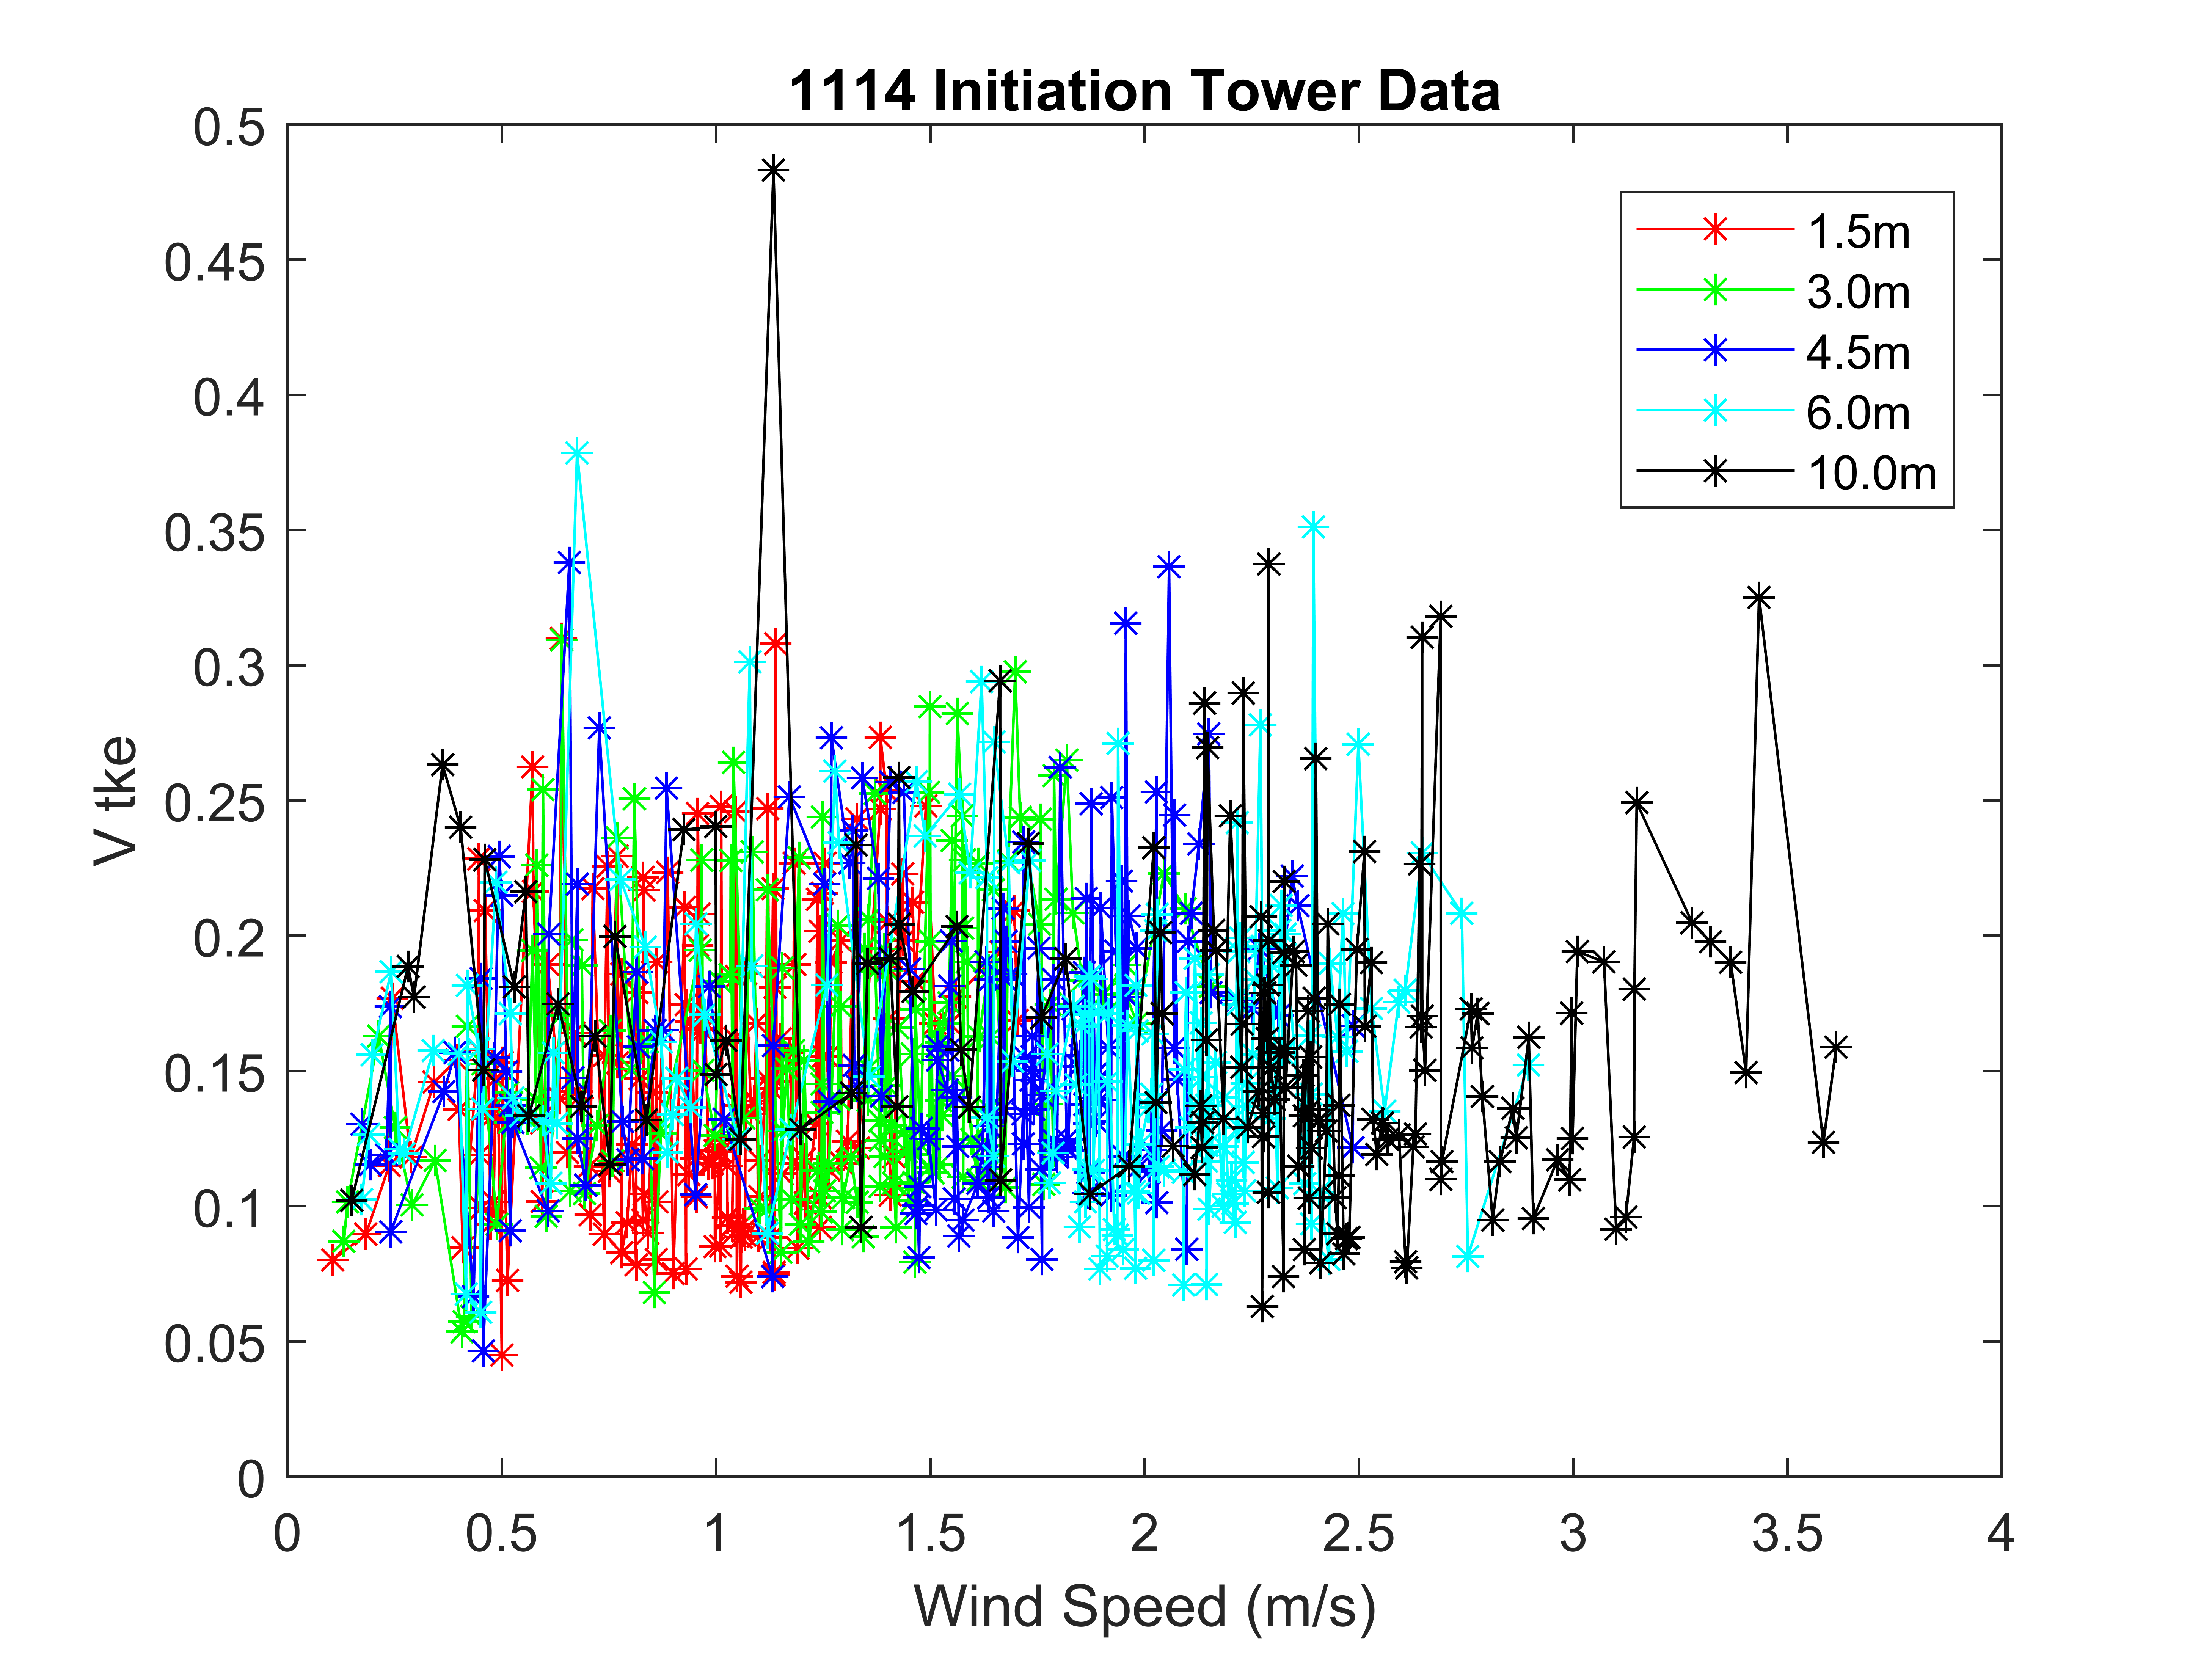 1114 Initiation Tower Data
0.5
0.45
0.4
0.35
0.3
0.25
0.2
0.15
0.1
0.05
0
V tke
1.5m
3.0m
4.5m
6.0m
10.0m
0 0.5 1 1.5 2 2.5 3 3.5 4
Wind Speed (m/s)